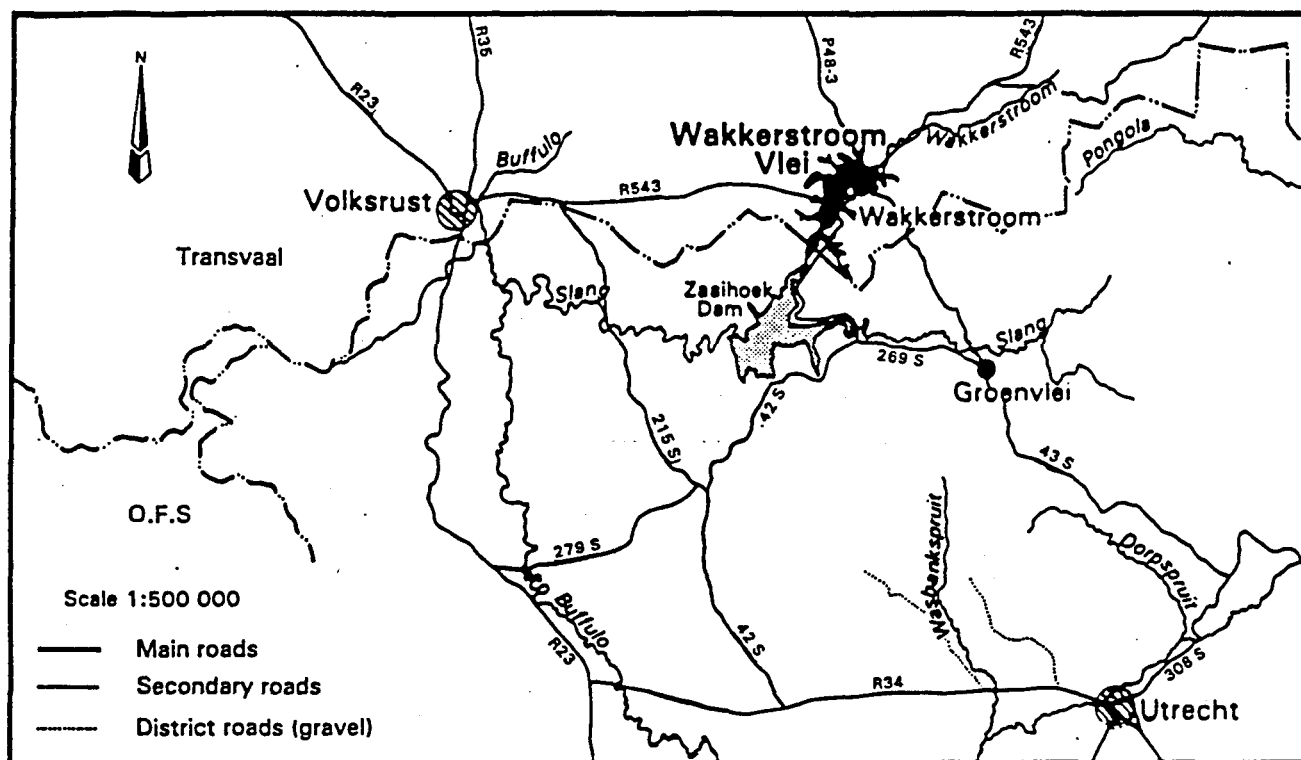 N
R23
R35
P48-3
R543
Wakkerstroom
Wakkerstroom
Vlei
Buffulo
Pongola
Volksrust
R543
Wakkerstroom
Transvaal
Zaaihoek
Dam
Slang
Slang
269 S
Groenvlei
42 S
215 S
43 S
O.F.S
Wasbankspruit
Dorpspruit
279 S
Scale 1:500 000
Buffulo
Main roads
R23
42 S
308 S
Secondary roads
R34
Utrecht
District roads (gravel)